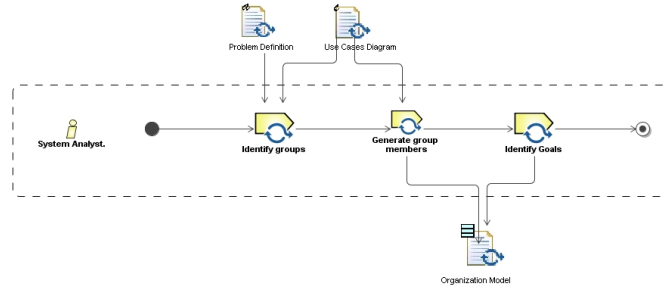 Problem Definition
Use Cases Diagram
System Analyst.
Identify groups
Generate group
members
Identify Goals
Organization Model